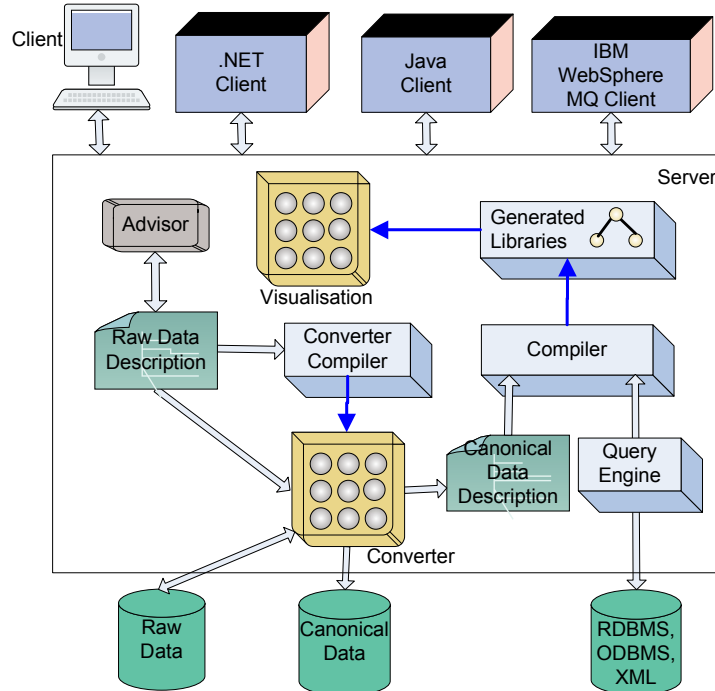 Client
.NET
Client
Java
Client
IBM
WebSphere
MQ Client
Server
Advisor
Generated
Libraries
Visualisation
Raw Data
Description
Converter
Compiler
Compiler
Canonical
Data
Description
Query
Engine
Converter
Raw
Data
Canonical
Data
RDBMS,
ODBMS,
XML